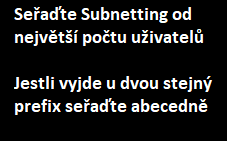 Seřaďte Subnetting od
největší počtu uživatelů
Jestli vyjde u dvou stejný
prefix seřaďte abecedně